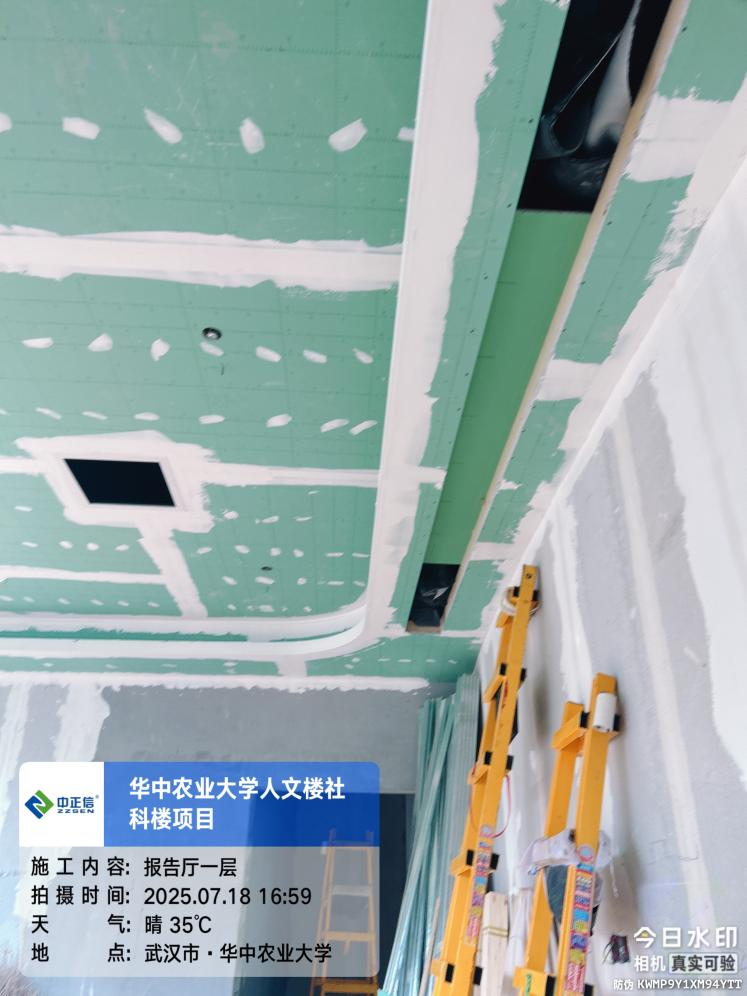 中正信®
ZZSEN
华中农业大学人文楼社
科楼项目
施工内容: 报告厅一层
拍摄时间: 2025.07.18 16:59
天气: 晴 35℃
地点: 武汉市·华中农业大学
今日水印
相机 真实可验
防伪 KWMP9Y1XM94YTT